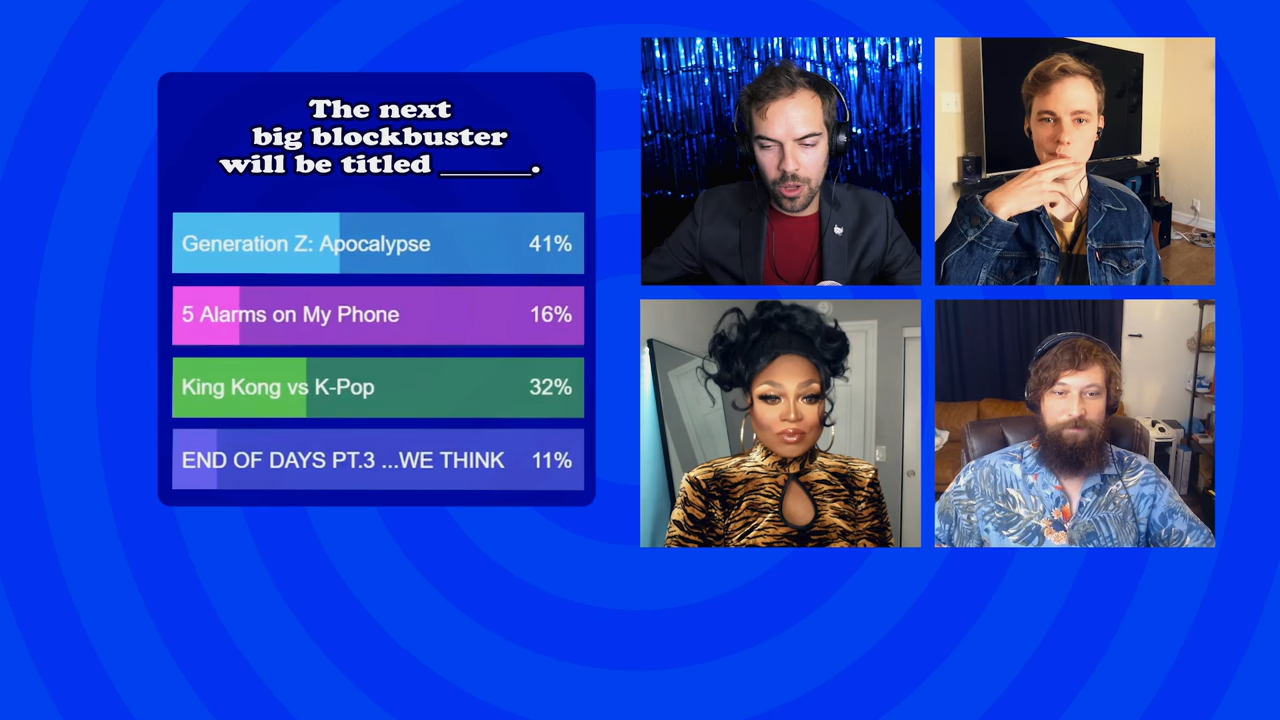 The next
big blockbuster
will be titled ______.
Generation Z: Apocalypse 41%
5 Alarms on My Phone 16%
King Kong vs K-Pop 32%
END OF DAYS PT.3 ...WE THINK 11%